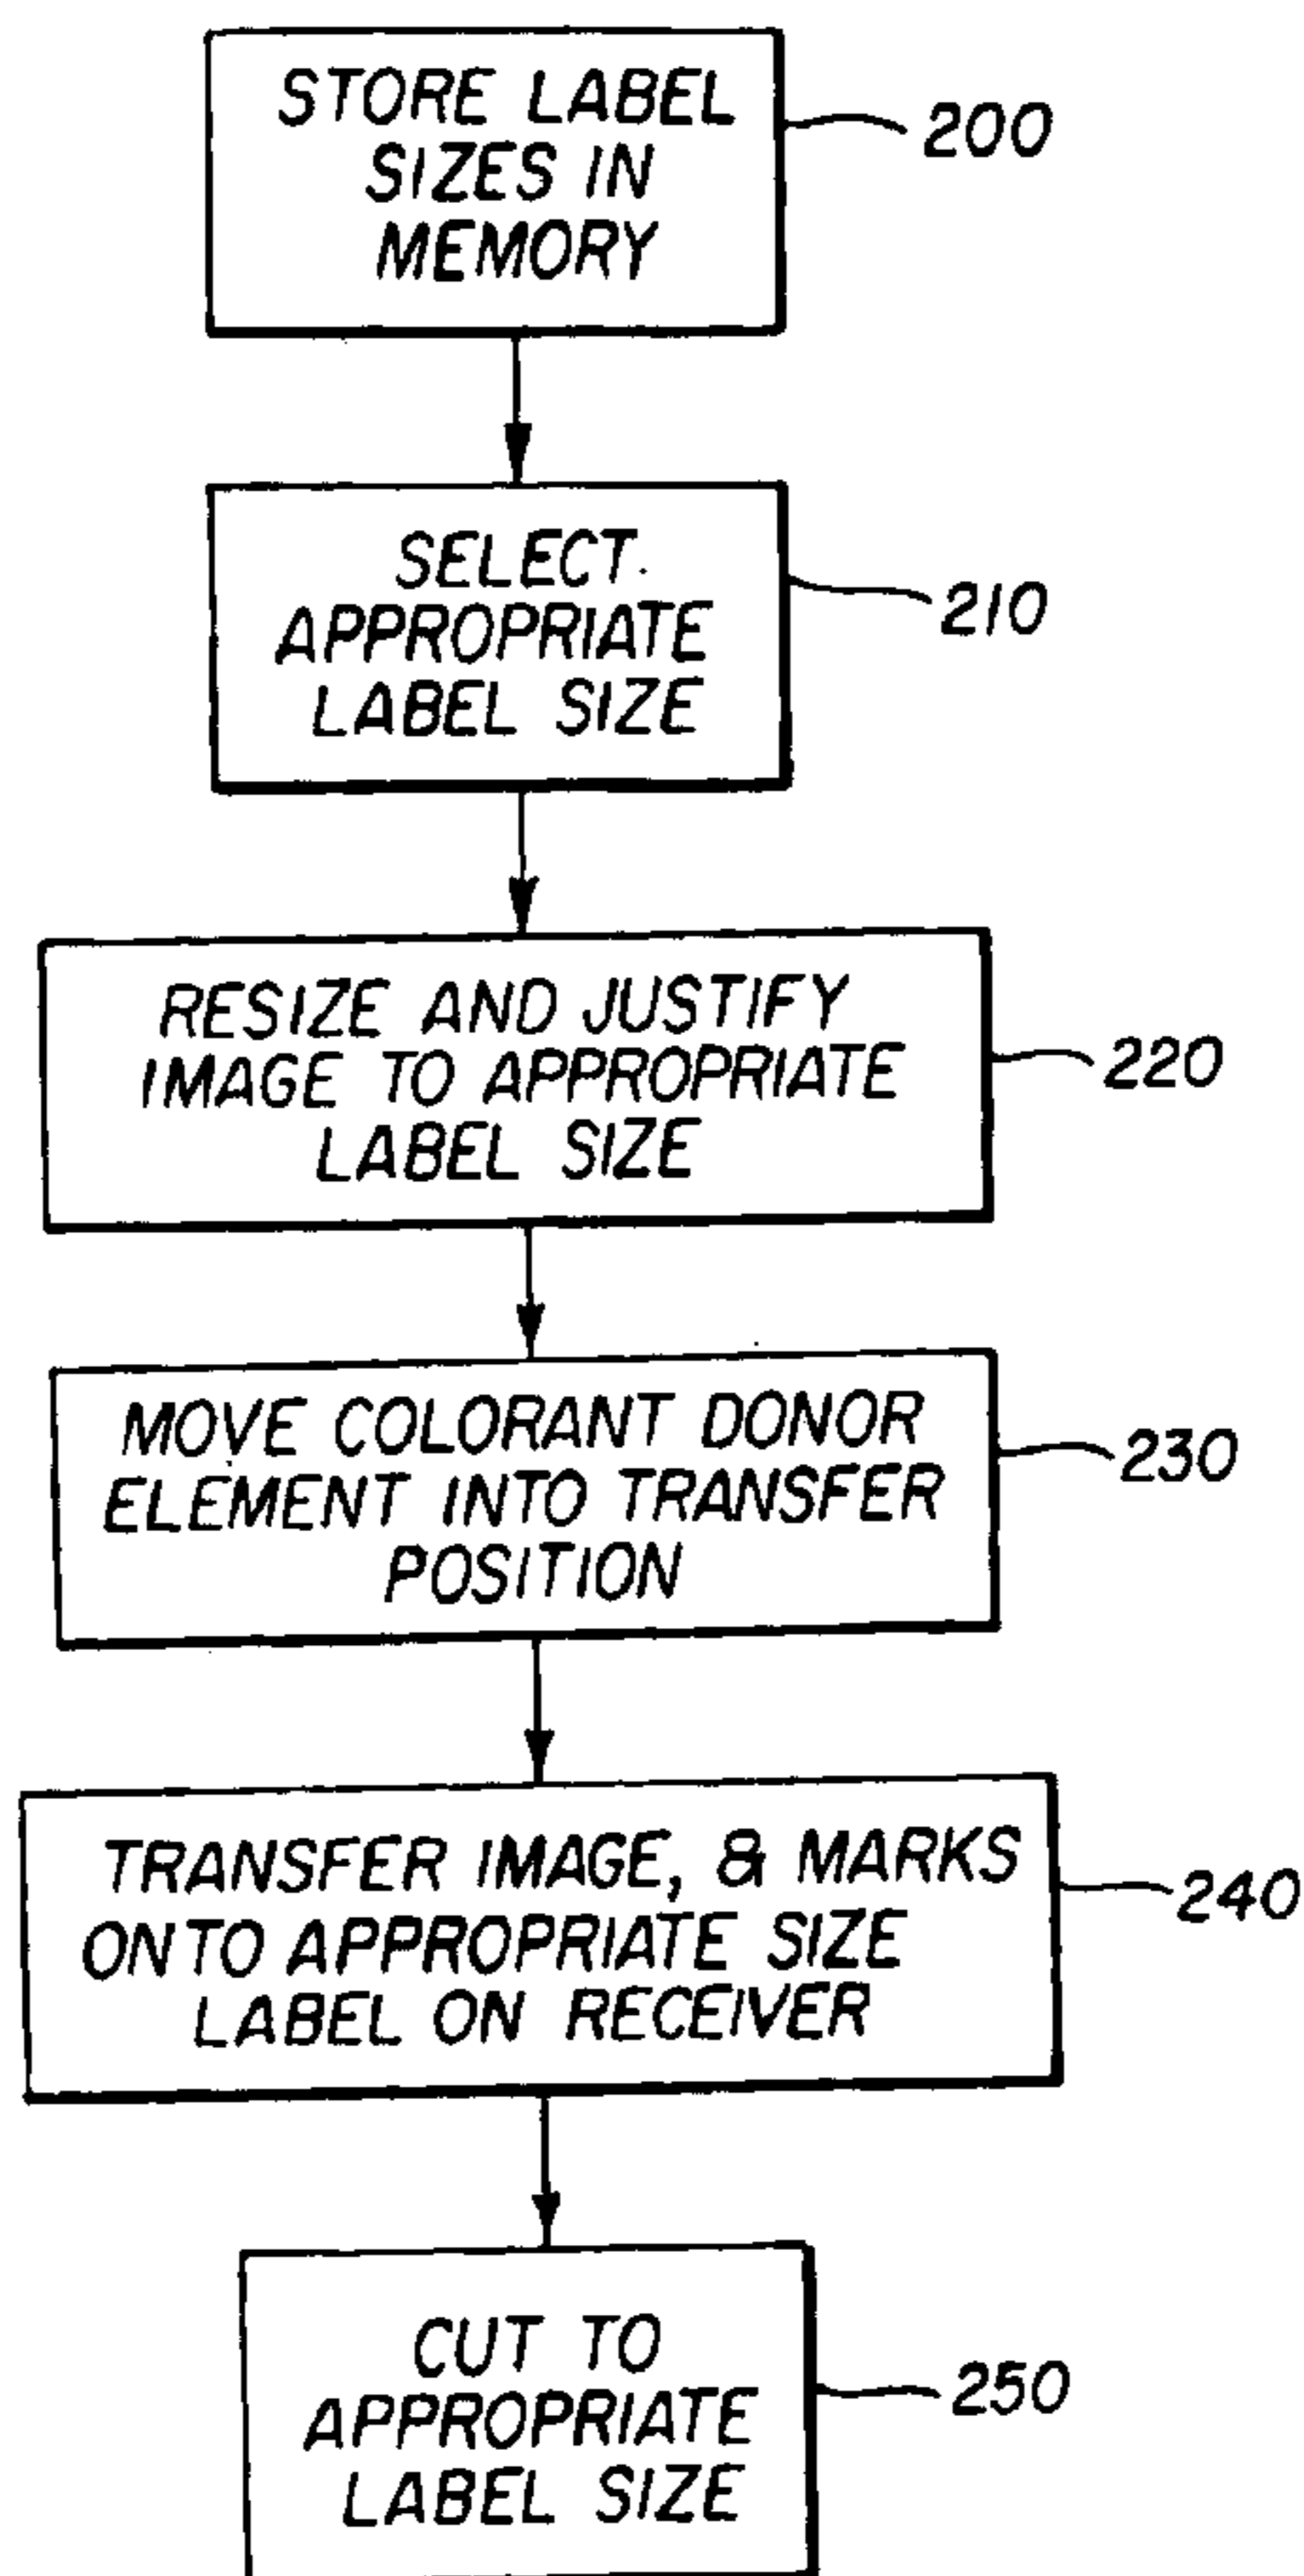 STORE LABEL
SIZES IN
MEMORY
200
SELECT
APPROPRIATE
LABEL SIZE
210
RESIZE AND JUSTIFY
IMAGE TO APPROPRIATE
LABEL SIZE
220
MOVE COLORANT DONOR
ELEMENT INTO TRANSFER
POSITION
230
TRANSFER IMAGE, & MARKS
ONTO APPROPRIATE SIZE
LABEL ON RECEIVER
240
CUT TO
APPROPRIATE
LABEL SIZE
250